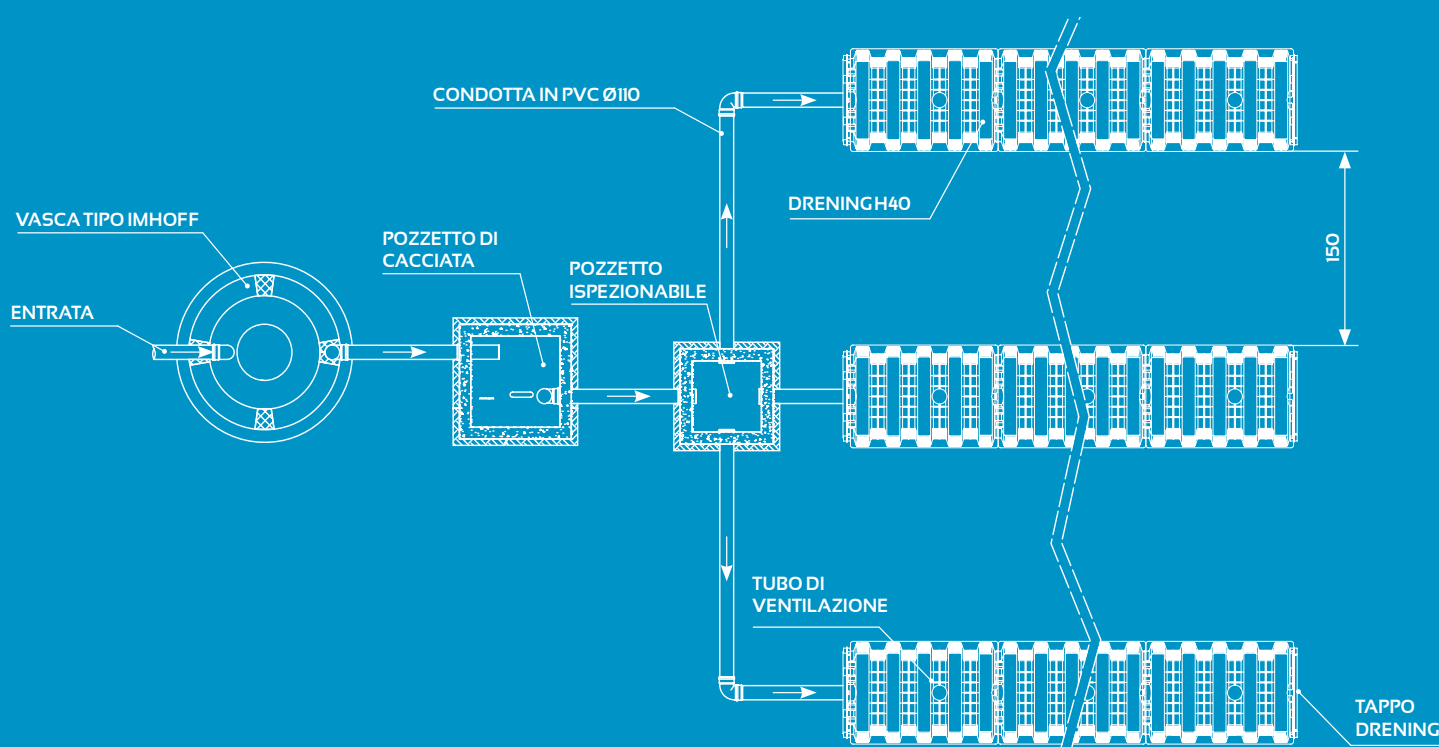 CONDOTTA IN PVC Ø110
DRENING H40
VASCA TIPO IMHOFF
POZZETTO DI
CACCIATA
POZZETTO
ISPEZIONABILE
ENTRATA
150
TUBO DI
VENTILAZIONE
TAPPO
DRENING